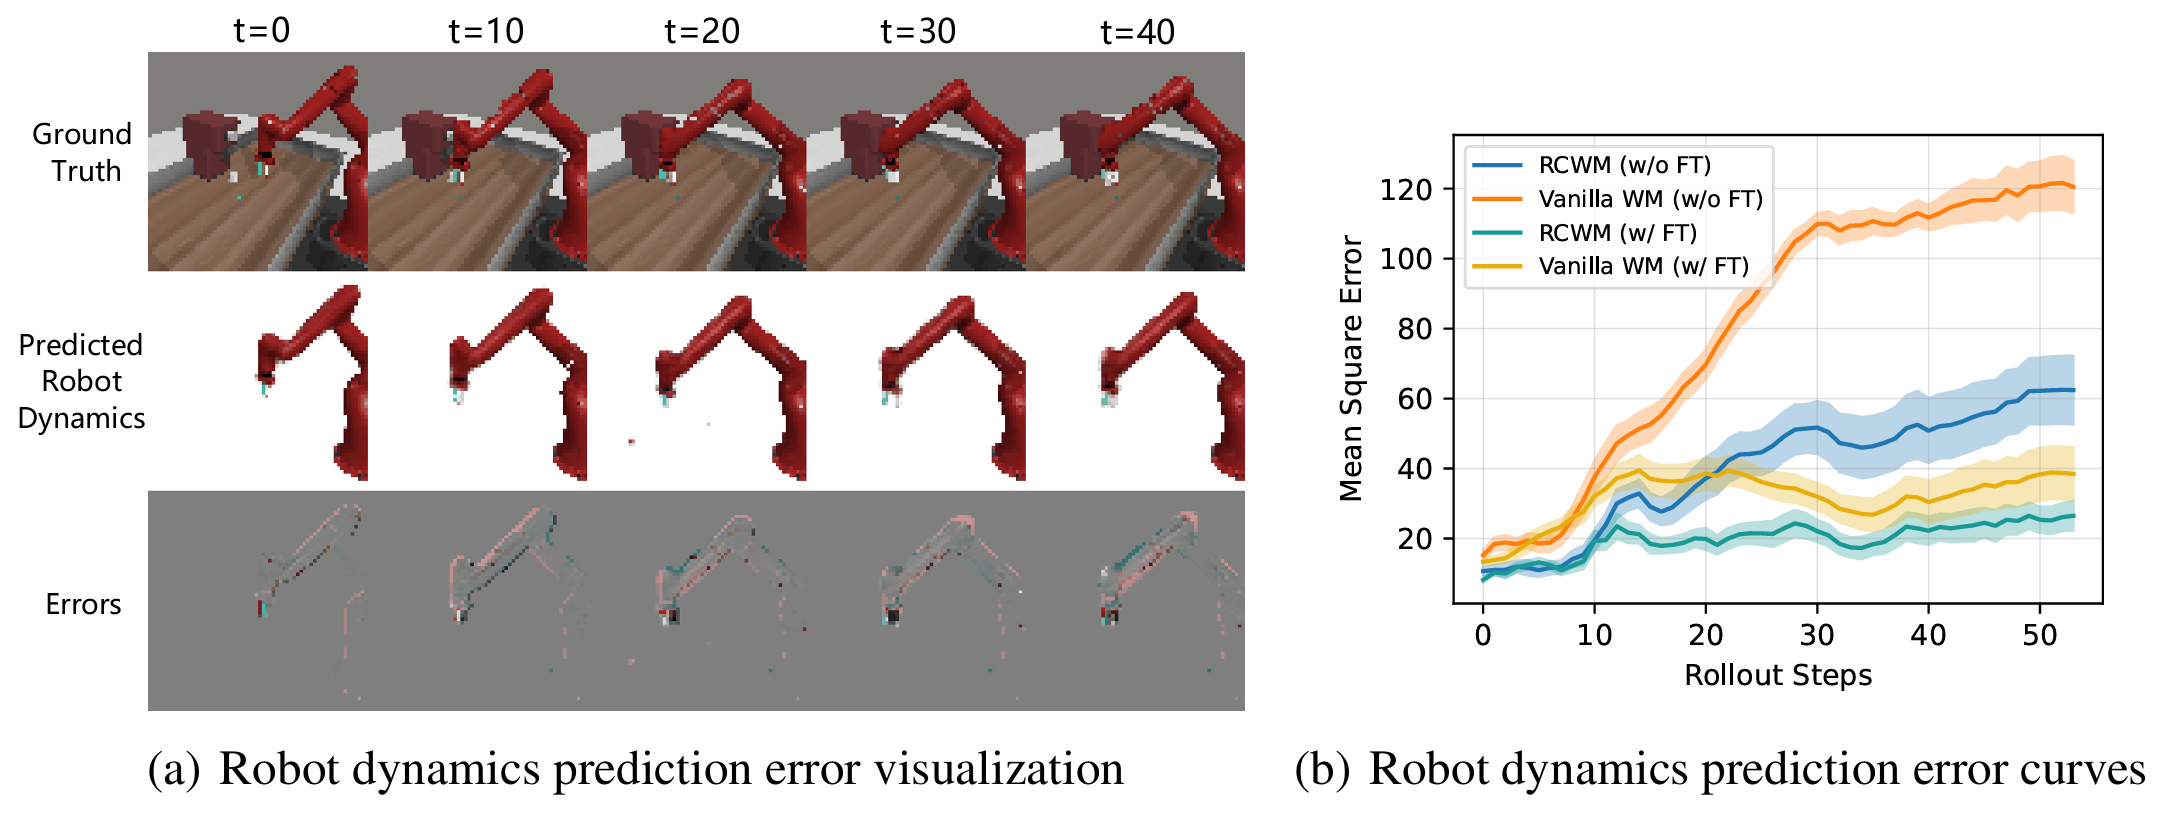 t=0 t=10 t=20 t=30 t=40
Ground
Truth
Predicted
Robot
Dynamics
Errors
(a) Robot dynamics prediction error visualization
RCWM (w/o FT)
Vanilla WM (w/o FT)
RCWM (w/ FT)
Vanilla WM (w/ FT)
Mean Square Error
120
100
80
60
40
20
0 10 20 30 40 50
Rollout Steps
(b) Robot dynamics prediction error curves